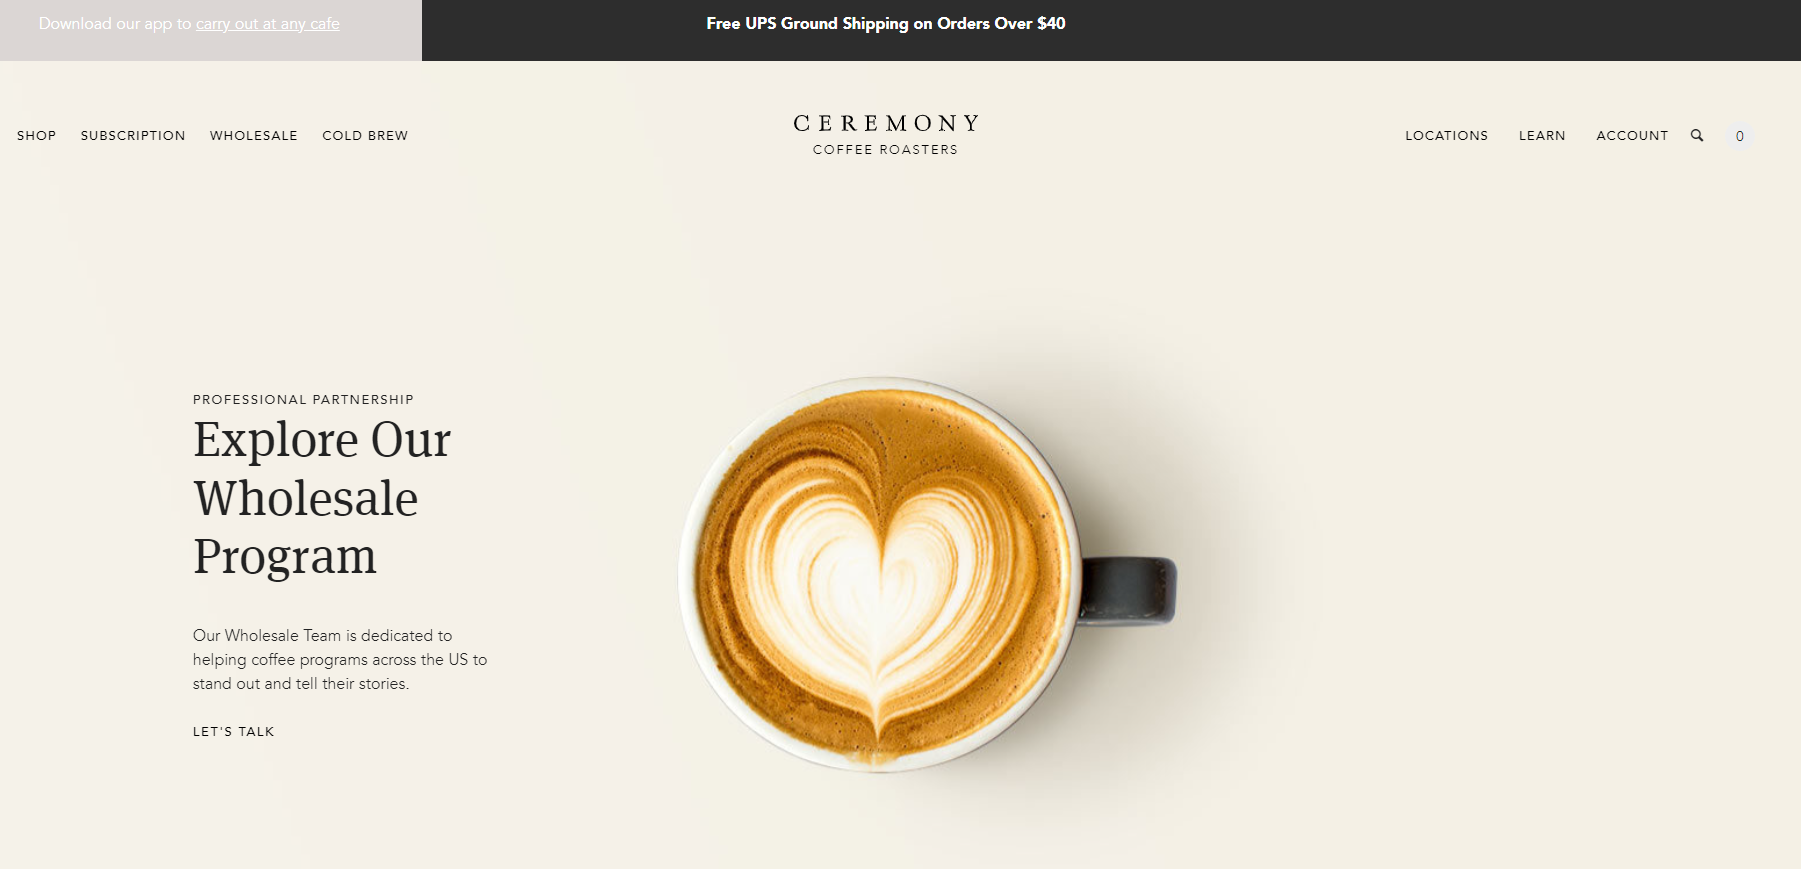 Download our app to carry out at any cafe
Free UPS Ground Shipping on Orders Over $40
SHOP SUBSCRIPTION WHOLESALE COLD BREW
CEREMONY
COFFEE ROASTERS
LOCATIONS LEARN ACCOUNT 0
PROFESSIONAL PARTNERSHIP
Explore Our
Wholesale
Program
Our Wholesale Team is dedicated to
helping coffee programs across the US to
stand out and tell their stories.
LET'S TALK